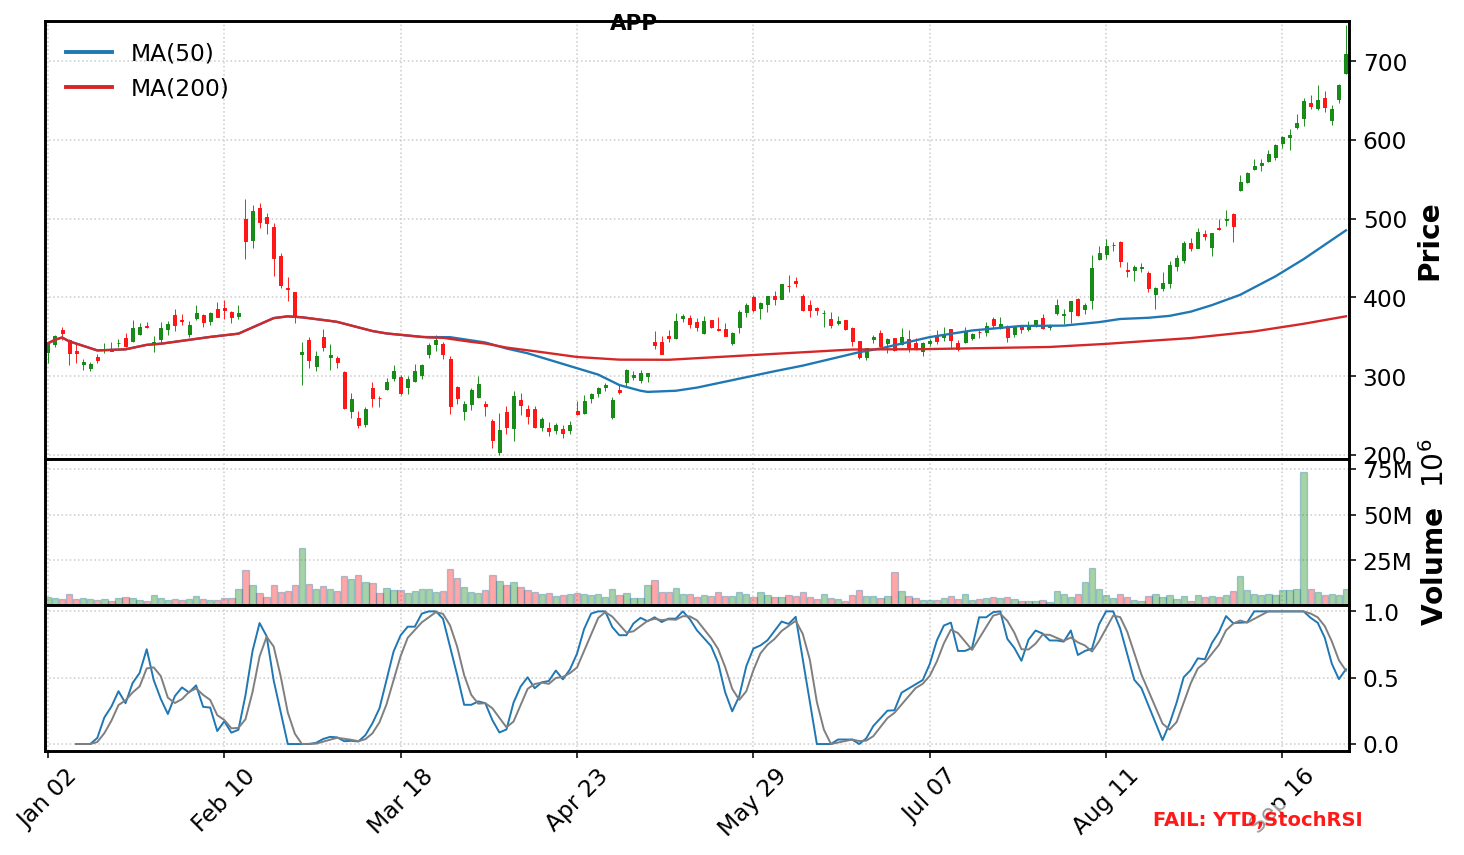 APP
MA(50)
MA(200)
700
600
500
400
300
200
Price
75M
50M
25M
Volume 10^6
1.0
0.5
0.0
Jan 02
Feb 10
Mar 18
Apr 23
May 29
Jul 07
Aug 11
Sep 16
FAIL: YTD,StochRSI